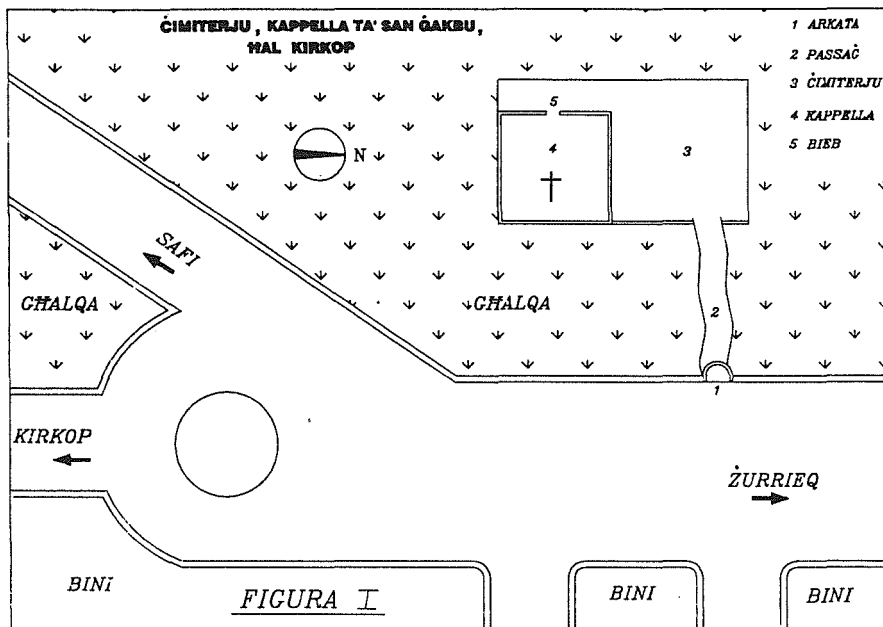 ĊIMITERJU, KAPPELLA TA' SAN ĠAKBU,
ĦAL KIRKOP
1 ARKATA
2 PASSAĠ
3 ĊIMITERJU
4 KAPPELLA
5 BIEB
5
4
3
N
SAFI
GĦALQA
GĦALQA
2
1
KIRKOP
ŻURRIEQ
BINI
FIGURA I
BINI
BINI